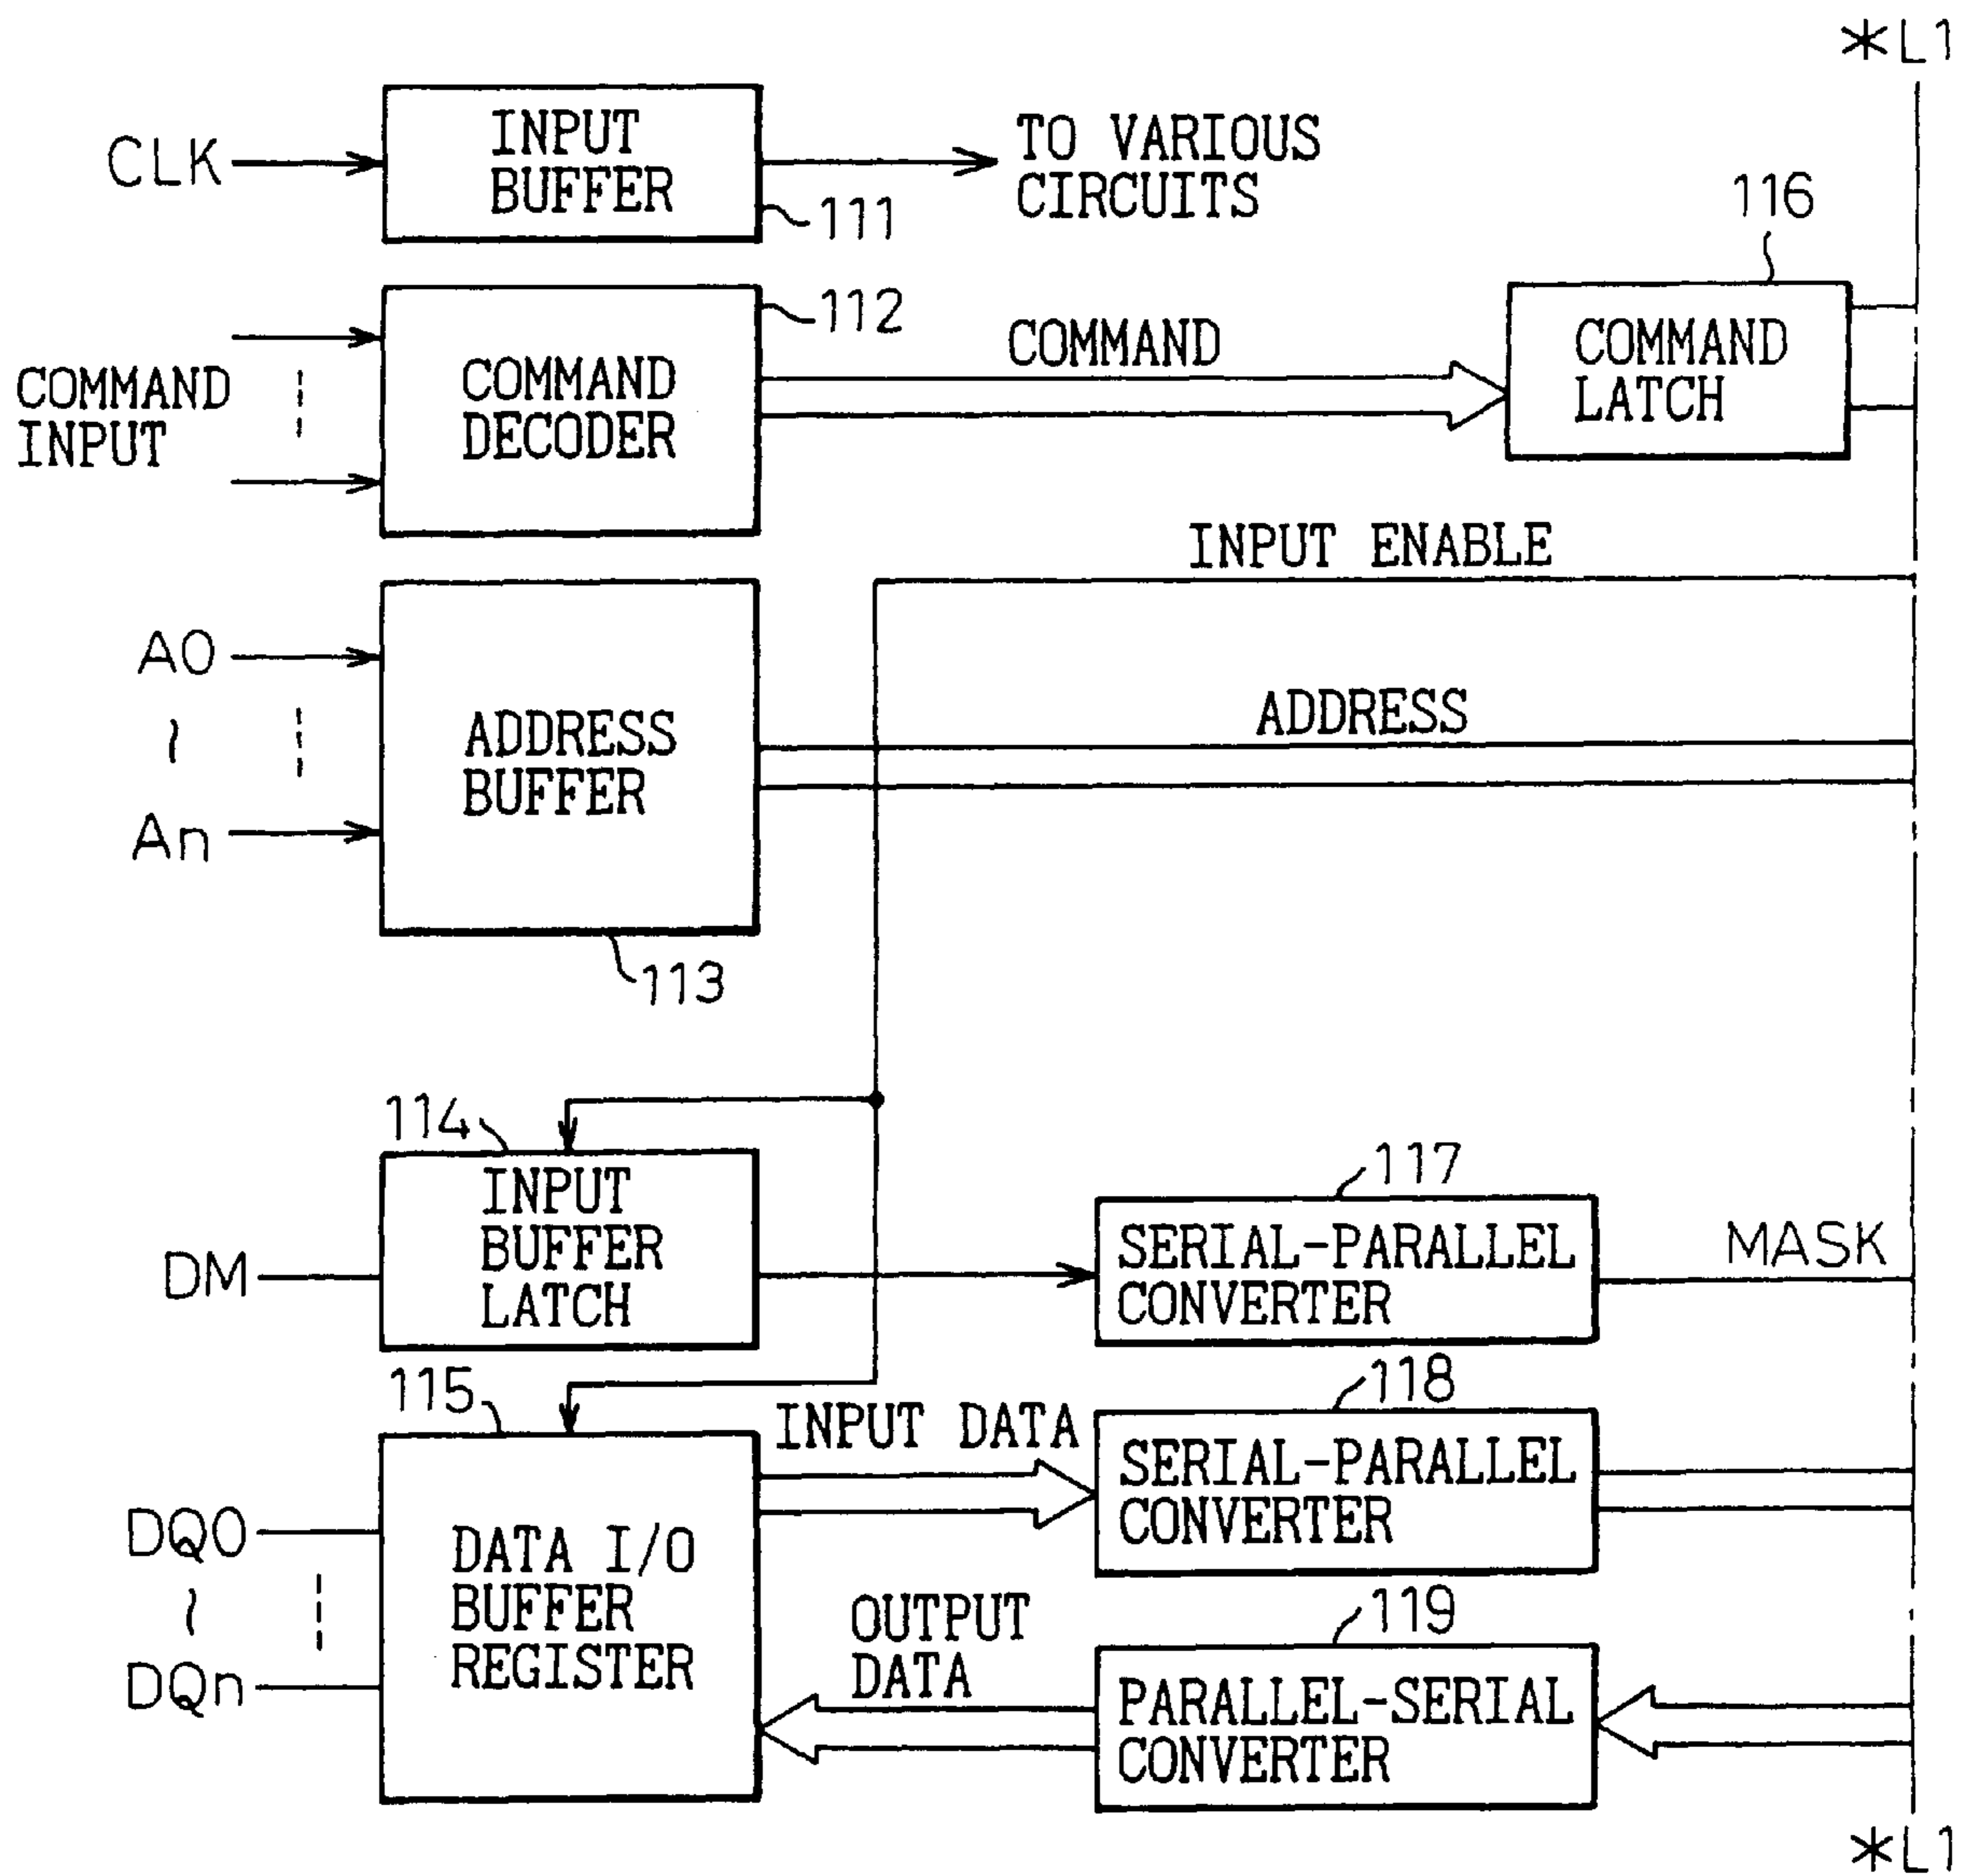 *L1
CLK
INPUT
BUFFER
111
TO VARIOUS
CIRCUITS
116
COMMAND
INPUT
112
COMMAND
DECODER
COMMAND
COMMAND
LATCH
INPUT ENABLE
A0
~
An
ADDRESS
BUFFER
113
ADDRESS
114
DM
INPUT
BUFFER
LATCH
117
SERIAL-PARALLEL
CONVERTER
MASK
115
INPUT DATA
118
SERIAL-PARALLEL
CONVERTER
DQ0
~
DQn
DATA I/O
BUFFER
REGISTER
OUTPUT
DATA
119
PARALLEL-SERIAL
CONVERTER
*L1